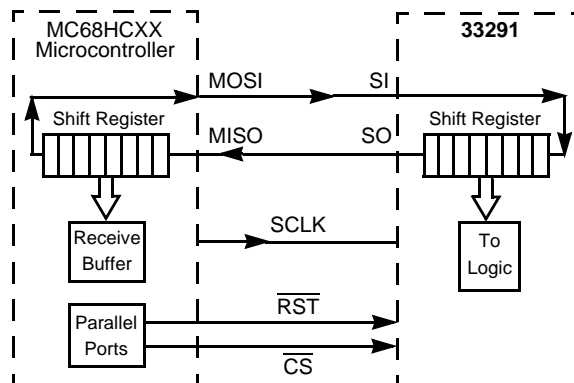 MC68HCXX
Microcontroller
33291
MOSI
SI
Shift Register
Shift Register
MISO
SO
Receive
Buffer
SCLK
To
Logic
Parallel
Ports
RST
CS